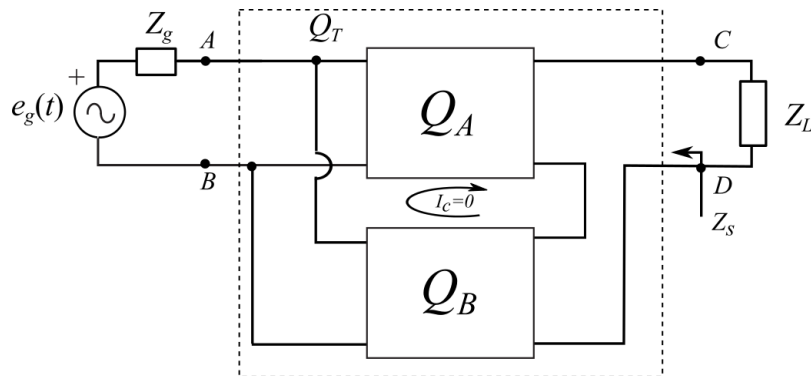 Z_g
A
Q_T
C
+
e_g(t)
Q_A
Z_L
B
D
I_c=0
Z_s
Q_B